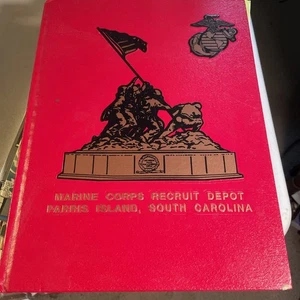 MARINE CORPS RECRUIT DEPOT
PARRIS ISLAND, SOUTH CAROLINA